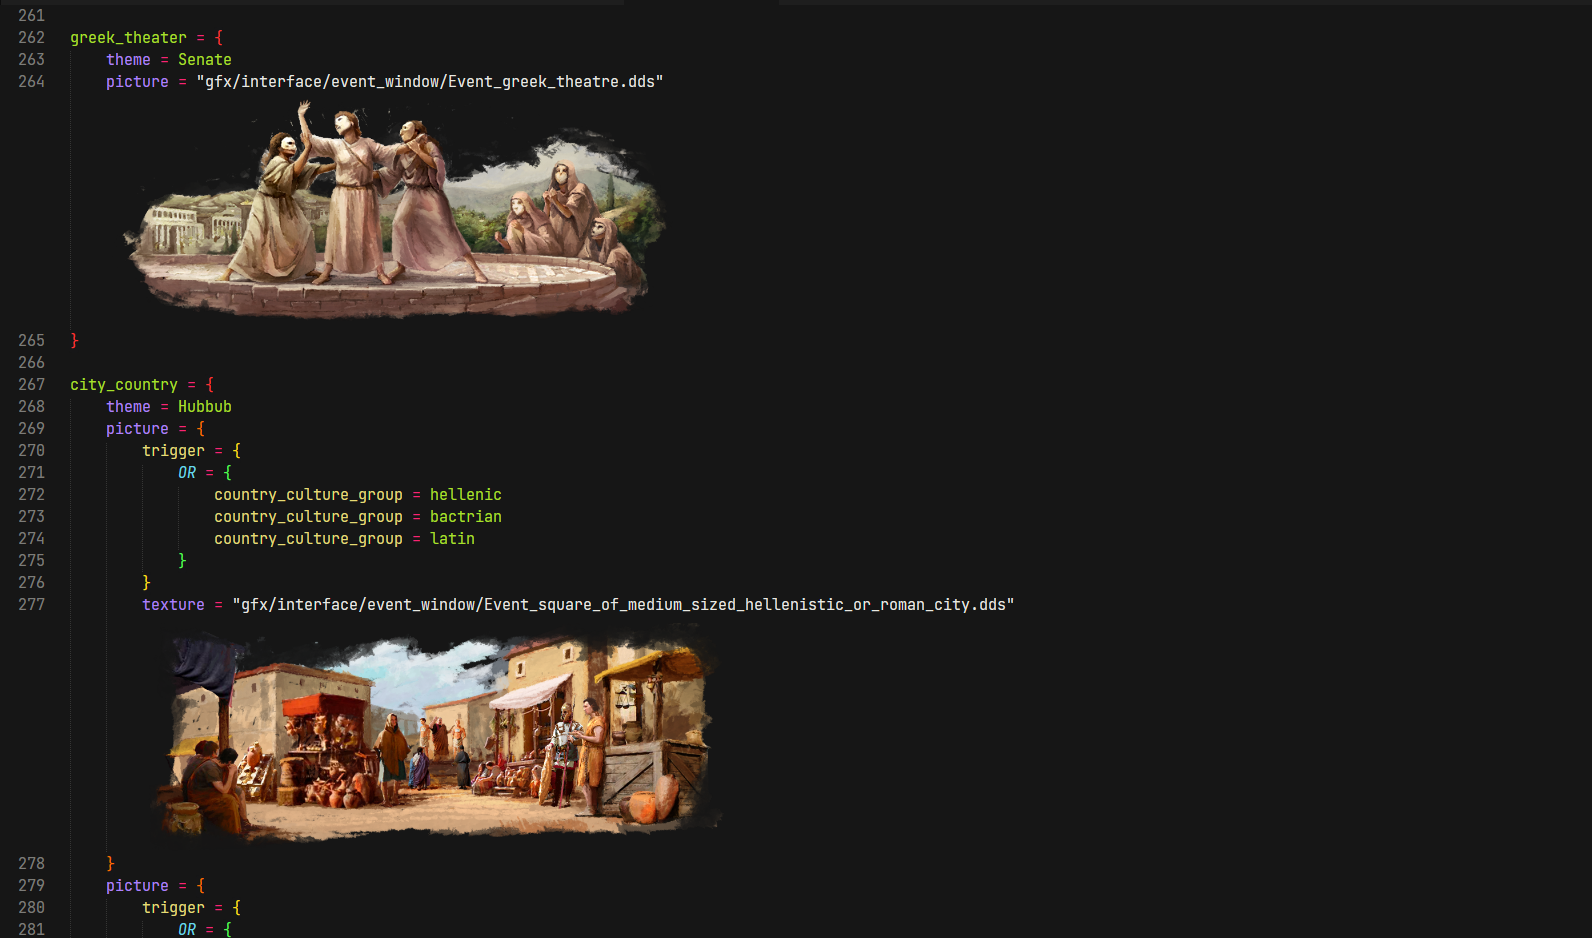 261
262 greek_theater = {
263 theme = Senate
264 picture = "gfx/interface/event_window/Event_greek_theatre.dds"
265 }
266
267 city_country = {
268 theme = Hubbub
269 picture = {
270 trigger = {
271 OR = {
272 country_culture_group = hellenic
273 country_culture_group = bactrian
274 country_culture_group = latin
275 }
276 }
277 texture = "gfx/interface/event_window/Event_square_of_medium_sized_hellenistic_or_roman_city.dds"
278 }
279 picture = {
280 trigger = {
281 OR = {